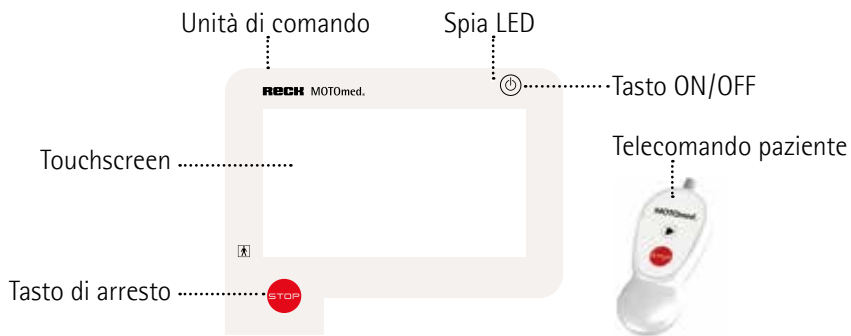 Unità di comando
Spia LED
RECK MOTOmed.
Tasto ON/OFF
Touchscreen
Telecomando paziente
MOTOmed.
STOP
Tasto di arresto
STOP